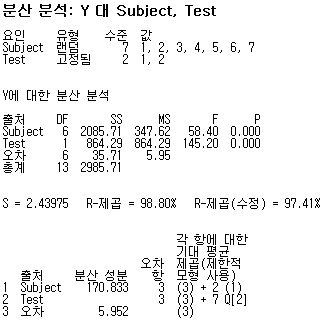 분산 분석: Y 대 Subject, Test
요인 유형 수준 값
Subject 랜덤 7 1, 2, 3, 4, 5, 6, 7
Test 고정됨 2 1, 2
Y에 대한 분산 분석
출처 DF SS MS F P
Subject 6 2085.71 347.62 58.40 0.000
Test 1 864.29 864.29 145.20 0.000
오차 6 35.71 5.95
총계 13 2985.71
S = 2.43975 R-제곱 = 98.80% R-제곱(수정) = 97.41%
각 항에 대한
기대 평균
오차 제곱(제한적
출처 분산 성분 항 모형 사용)
1 Subject 170.833 3 (3) + 2 (1)
2 Test 3 (3) + 7 Q[2]
3 오차 5.952 (3)